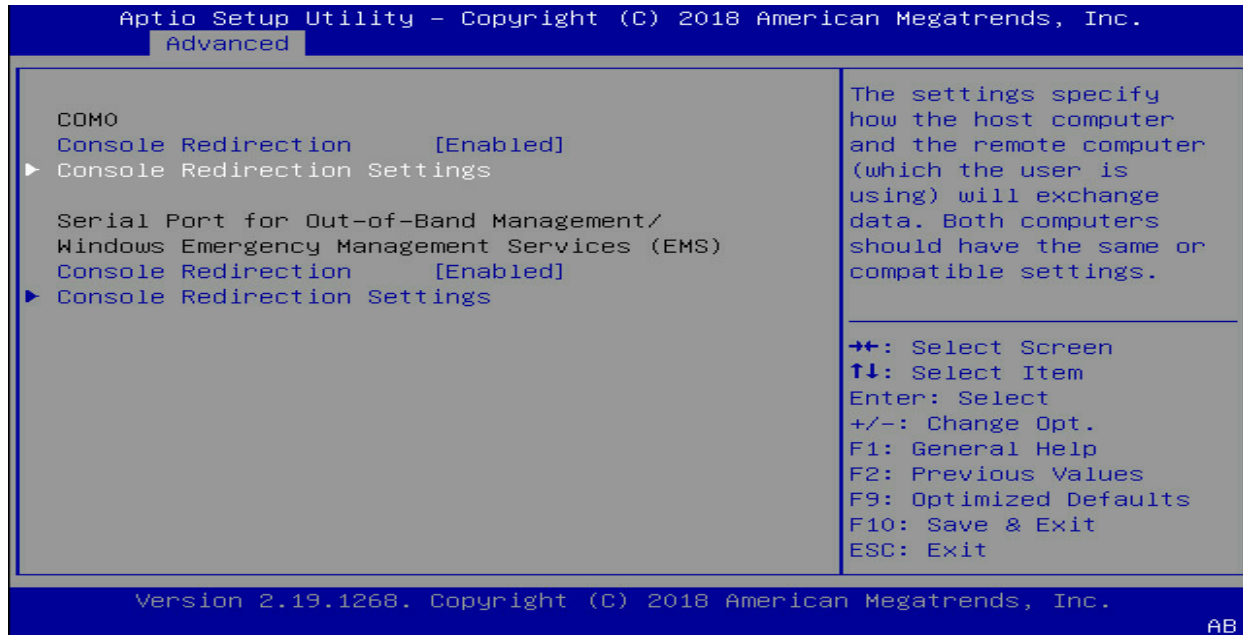 Aptio Setup Utility – Copyright (C) 2018 American Megatrends, Inc.
Advanced
COM0
Console Redirection [Enabled]
▶ Console Redirection Settings
Serial Port for Out-of-Band Management/
Windows Emergency Management Services (EMS)
Console Redirection [Enabled]
▶ Console Redirection Settings
The settings specify
how the host computer
and the remote computer
(which the user is
using) will exchange
data. Both computers
should have the same or
compatible settings.
→←: Select Screen
↑↓: Select Item
Enter: Select
+/-: Change Opt.
F1: General Help
F2: Previous Values
F9: Optimized Defaults
F10: Save & Exit
ESC: Exit
Version 2.19.1268. Copyright (C) 2018 American Megatrends, Inc.
AB